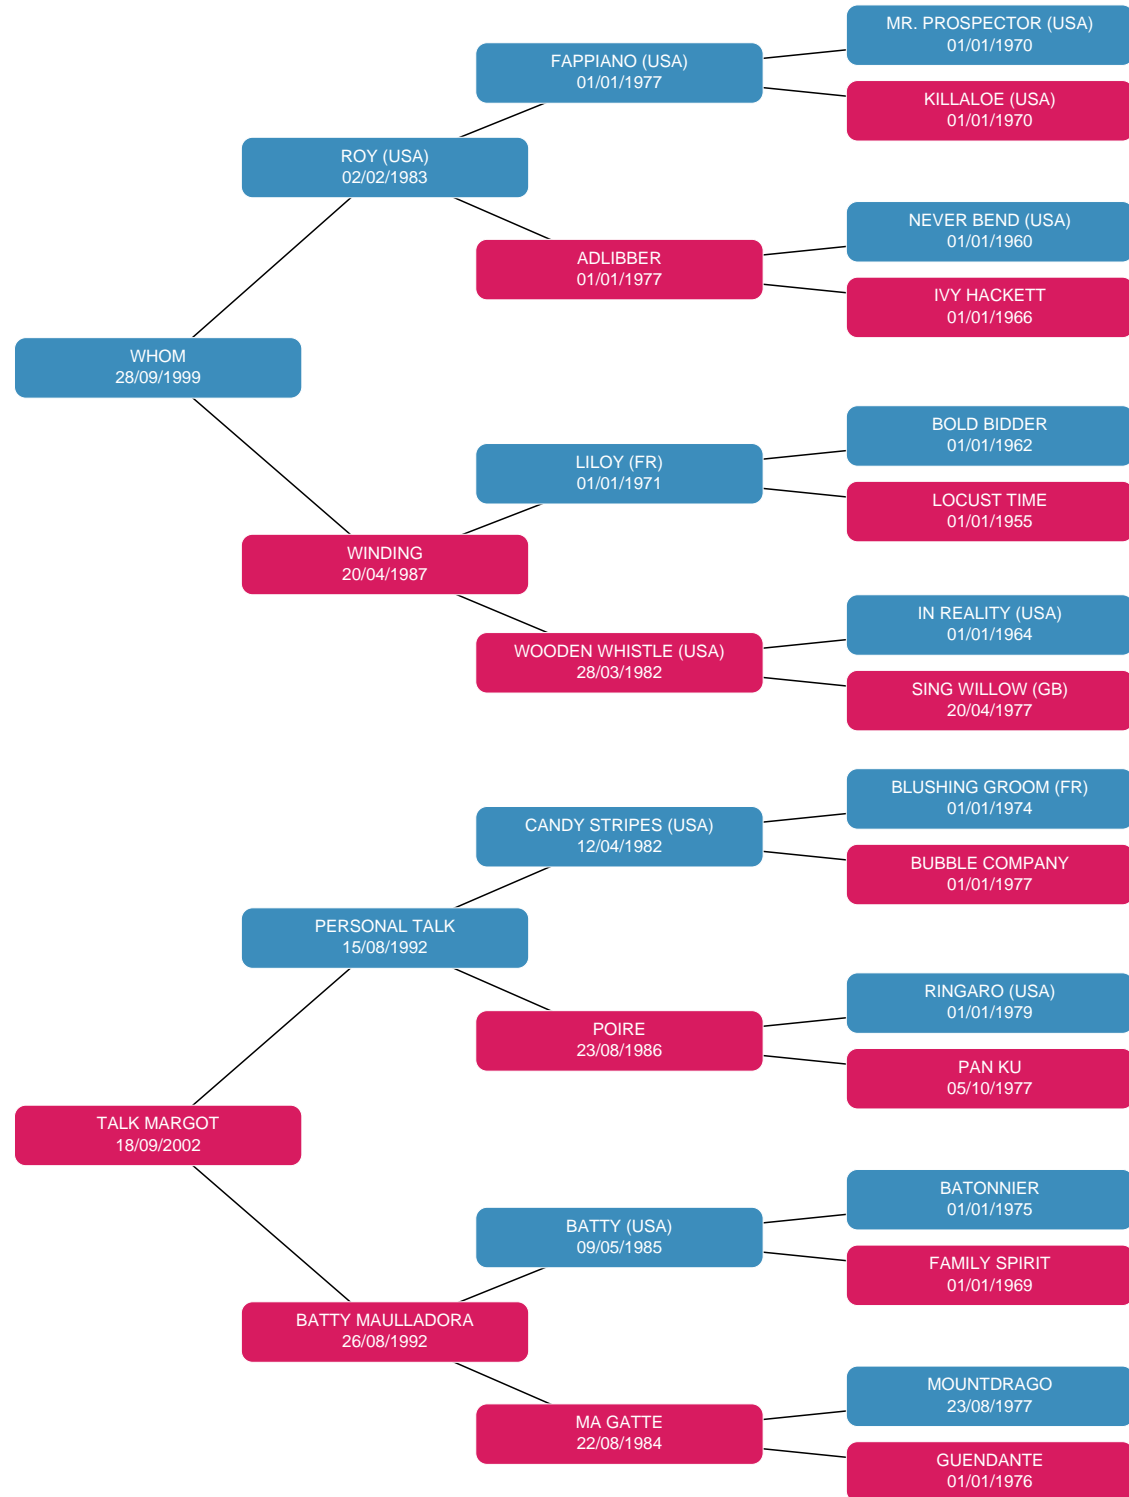 MR. PROSPECTOR (USA)
01/01/1970
FAPPIANO (USA)
01/01/1977
KILLALOE (USA)
01/01/1970
ROY (USA)
02/02/1983
NEVER BEND (USA)
01/01/1960
ADLIBBER
01/01/1977
IVY HACKETT
01/01/1966
WHOM
28/09/1999
BOLD BIDDER
01/01/1962
LILOY (FR)
01/01/1971
LOCUST TIME
01/01/1955
WINDING
20/04/1987
IN REALITY (USA)
01/01/1964
WOODEN WHISTLE (USA)
28/03/1982
SING WILLOW (GB)
20/04/1977
BLUSHING GROOM (FR)
01/01/1974
CANDY STRIPES (USA)
12/04/1982
BUBBLE COMPANY
01/01/1977
PERSONAL TALK
15/08/1992
RINGARO (USA)
01/01/1979
POIRE
23/08/1986
PAN KU
05/10/1977
TALK MARGOT
18/09/2002
BATONNIER
01/01/1975
BATTY (USA)
09/05/1985
FAMILY SPIRIT
01/01/1969
BATTY MAULLADORA
26/08/1992
MOUNTDRAGO
23/08/1977
MA GATTE
22/08/1984
GUENDANTE
01/01/1976